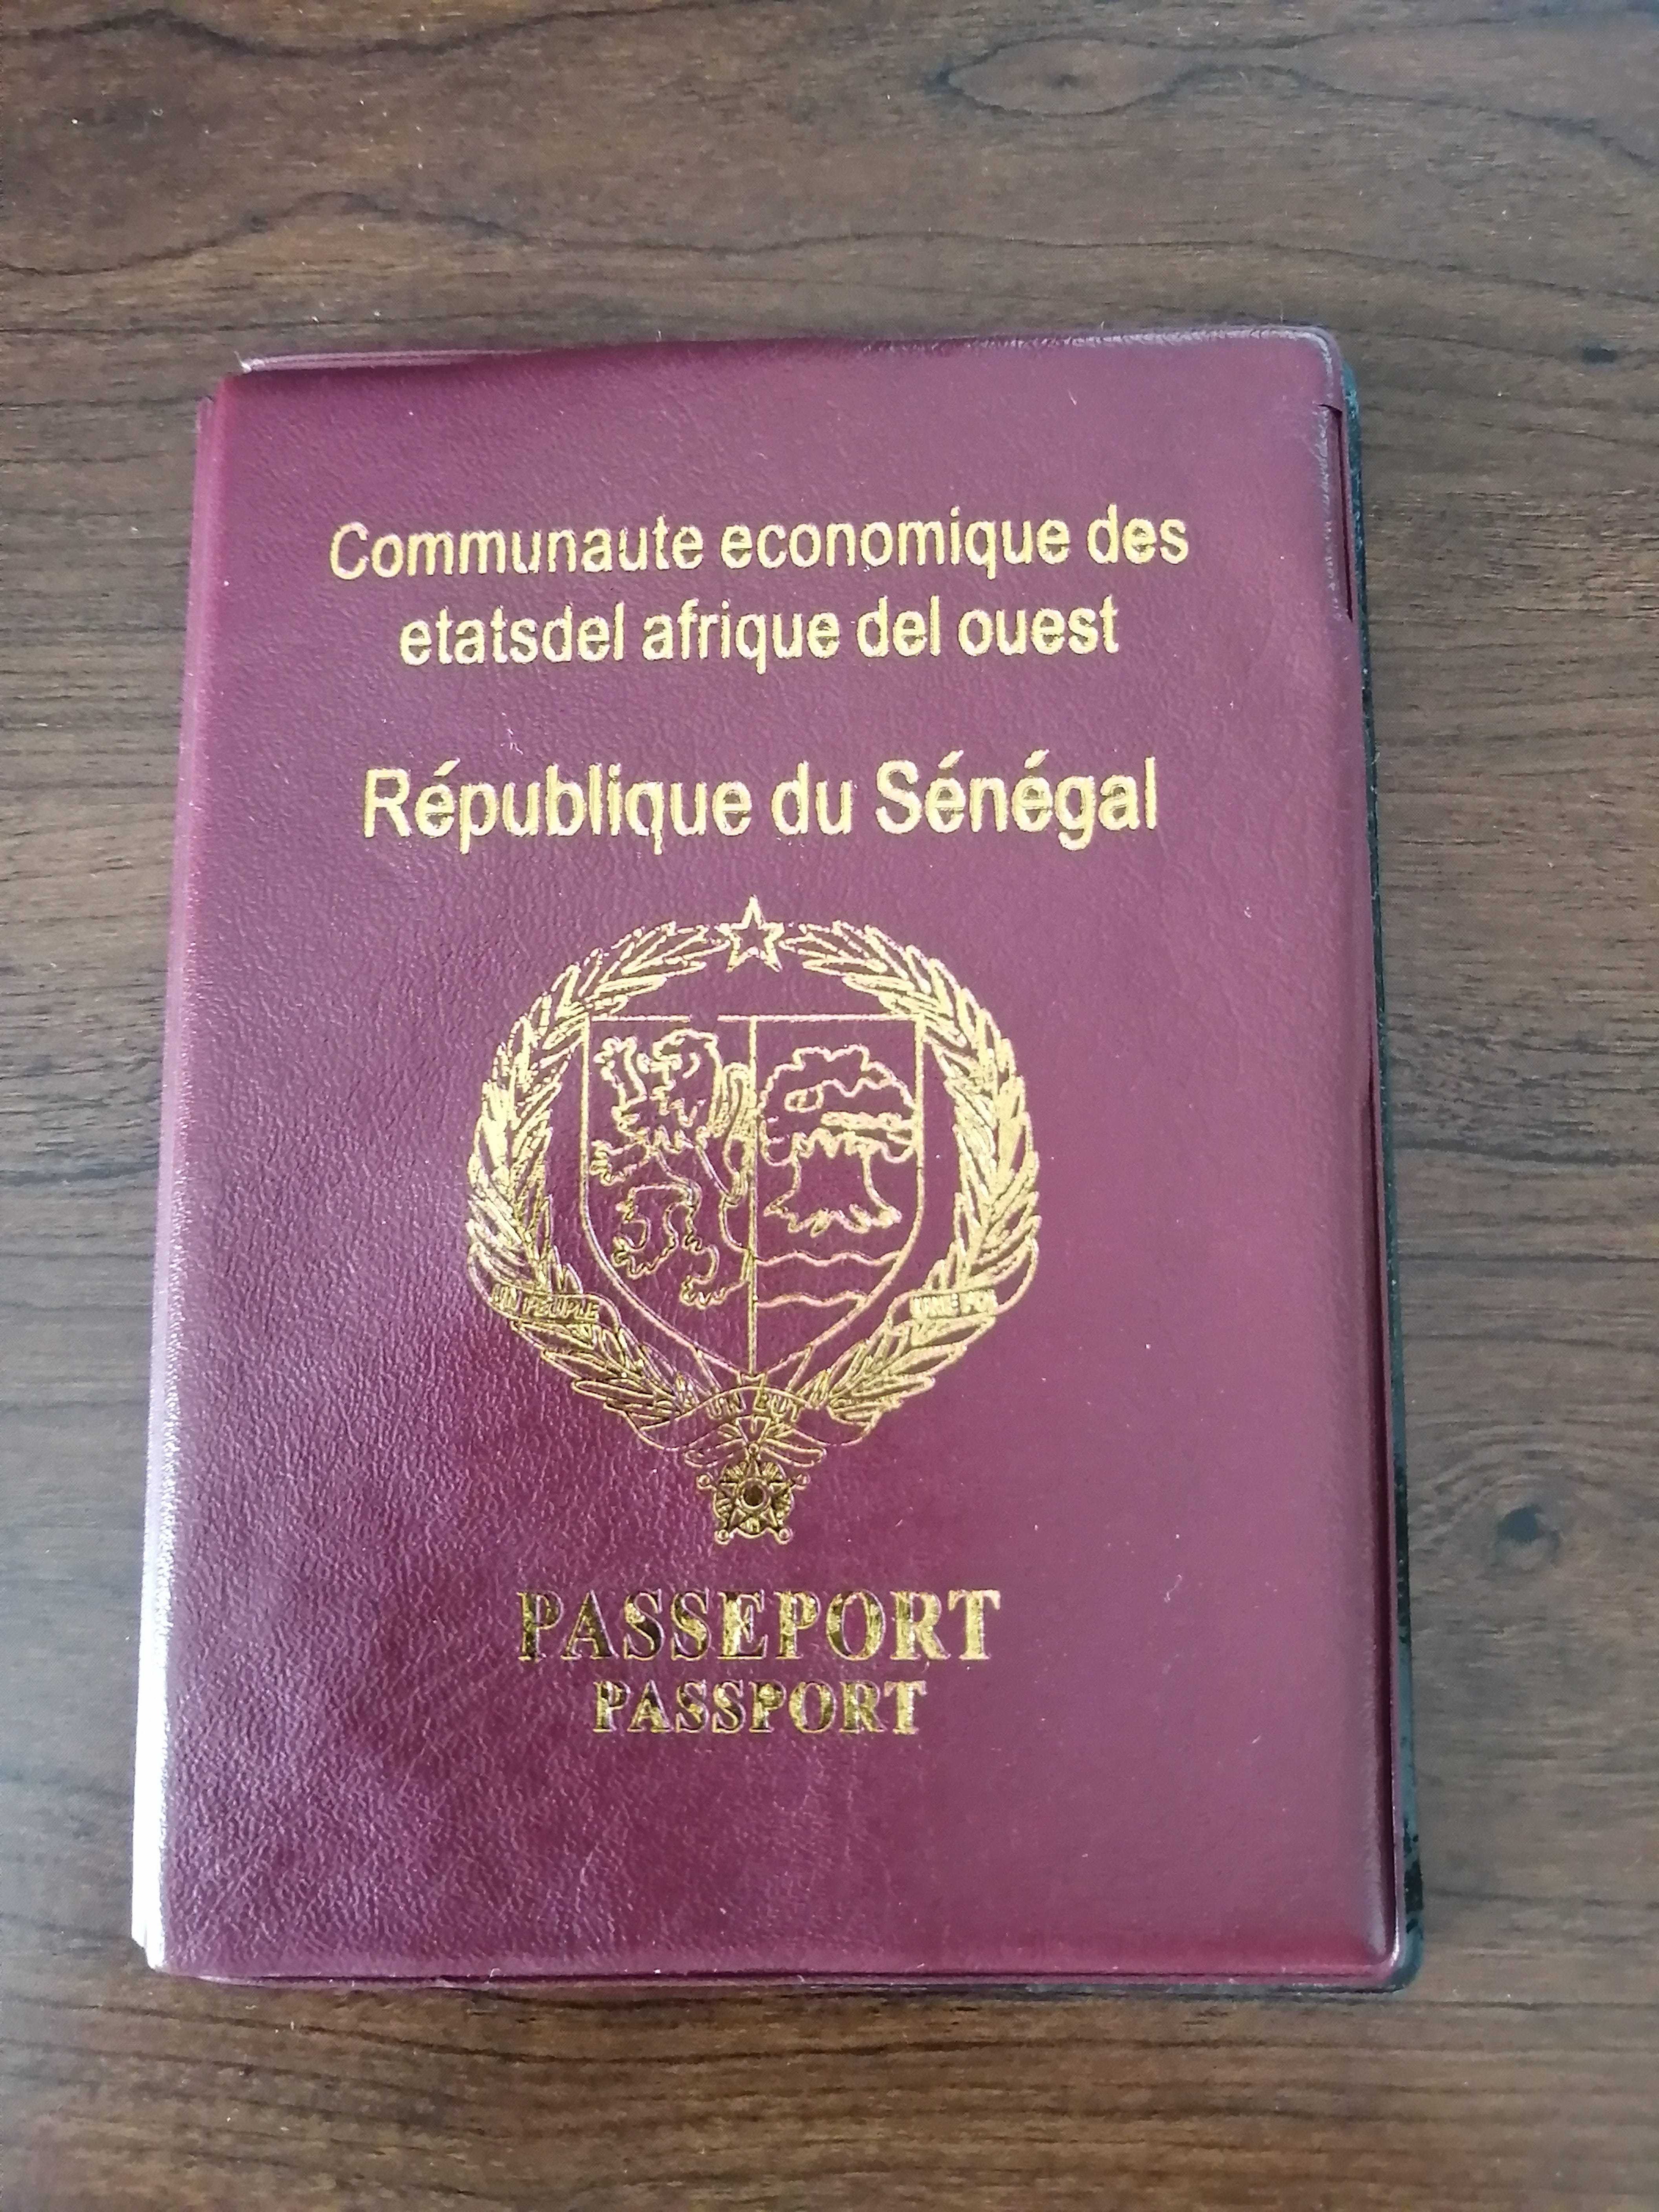 Communaute economique des
etatsdel afrique del ouest
République du Sénégal
UN PEUPLE
UNE FOI
UN BUT
PASSEPORT
PASSPORT